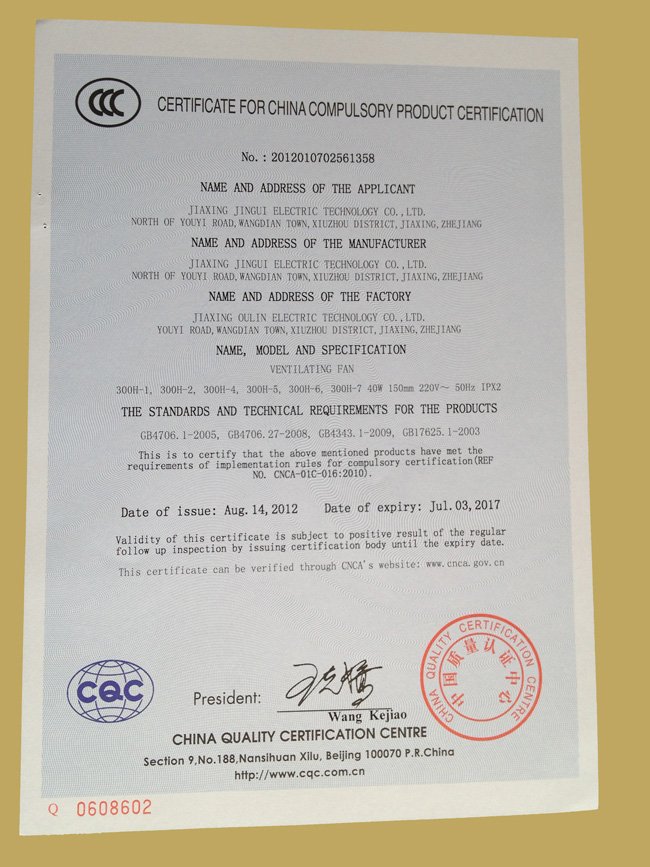 CCC
CERTIFICATE FOR CHINA COMPULSORY PRODUCT CERTIFICATION
No.: 2012010702561358
NAME AND ADDRESS OF THE APPLICANT
JIAXING JINGUI ELECTRIC TECHNOLOGY CO.,LTD.
NORTH OF YOUYI ROAD,WANGDIAN TOWN,XIUZHOU DISTRICT,JIAXING,ZHEJIANG
NAME AND ADDRESS OF THE MANUFACTURER
JIAXING JINGUI ELECTRIC TECHNOLOGY CO.,LTD.
NORTH OF YOUYI ROAD,WANGDIAN TOWN,XIUZHOU DISTRICT,JIAXING,ZHEJIANG
NAME AND ADDRESS OF THE FACTORY
JIAXING OULIN ELECTRIC TECHNOLOGY CO.,LTD.
YOUYI ROAD,WANGDIAN TOWN,XIUZHOU DISTRICT,JIAXING,ZHEJIANG
NAME, MODEL AND SPECIFICATION
VENTILATING FAN
300H-1, 300H-2, 300H-4, 300H-5, 300H-6, 300H-7 40W 150mm 220V～ 50Hz IPX2
THE STANDARDS AND TECHNICAL REQUIREMENTS FOR THE PRODUCTS
GB4706.1-2005, GB4706.27-2008, GB4343.1-2009, GB17625.1-2003
This is to certify that the above mentioned products have met the
requirements of implementation rules for compulsory certification(REF
NO. CNCA-01C-016:2010).
Date of issue: Aug.14,2012 Date of expiry: Jul.03,2017
Validity of this certificate is subject to positive result of the regular
follow up inspection by issuing certification body until the expiry date.
This certificate can be verified through CNCA's website: www.cnca.gov.cn
CHINA QUALITY CERTIFICATION CENTRE
中国质量认证中心
CQC
President:
Wang Kejiao
CHINA QUALITY CERTIFICATION CENTRE
Section 9,No.188,Nansihuan Xilu, Beijing 100070 P.R.China
http://www.cqc.com.cn
Q 0608602